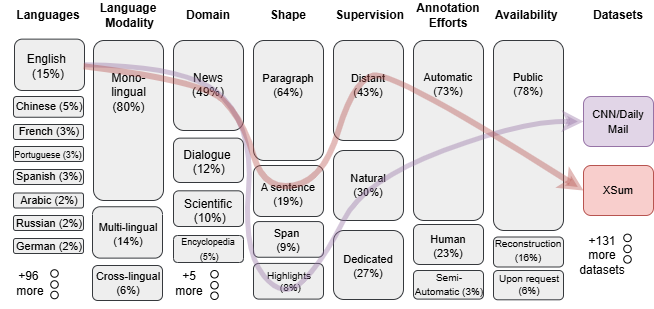 Languages
Language
Modality
Domain
Shape
Supervision
Annotation
Efforts
Availability
Datasets
English
(15%)
Chinese (5%)
French (3%)
Portuguese (3%)
Spanish (3%)
Arabic (2%)
Russian (2%)
German (2%)
+96
more
Mono-
lingual
(80%)
Multi-lingual
(14%)
Cross-lingual
(6%)
News
(49%)
Dialogue
(12%)
Scientific
(10%)
Encyclopedia
(5%)
+5
more
Paragraph
(64%)
A sentence
(19%)
Span
(9%)
Highlights
(8%)
Distant
(43%)
Natural
(30%)
Dedicated
(27%)
Automatic
(73%)
Human
(23%)
Semi-
Automatic (3%)
Public
(78%)
Reconstruction
(16%)
Upon request
(6%)
CNN/Daily
Mail
XSum
+131
more
datasets